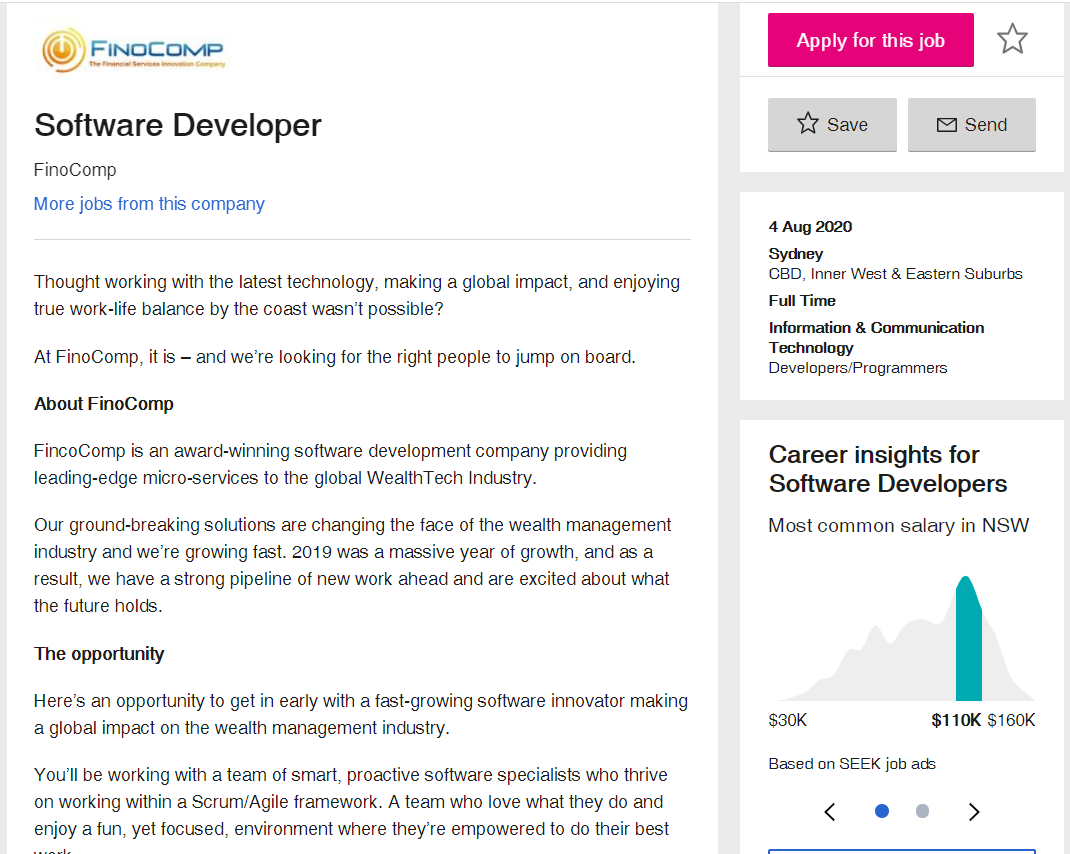 FINOCOMP
The Financial Services Innovation Company
Software Developer
FinoComp
More jobs from this company
Thought working with the latest technology, making a global impact, and enjoying
true work-life balance by the coast wasn’t possible?
At FinoComp, it is – and we’re looking for the right people to jump on board.
About FinoComp
FincoComp is an award-winning software development company providing
leading-edge micro-services to the global WealthTech Industry.
Our ground-breaking solutions are changing the face of the wealth management
industry and we’re growing fast. 2019 was a massive year of growth, and as a
result, we have a strong pipeline of new work ahead and are excited about what
the future holds.
The opportunity
Here’s an opportunity to get in early with a fast-growing software innovator making
a global impact on the wealth management industry.
You’ll be working with a team of smart, proactive software specialists who thrive
on working within a Scrum/Agile framework. A team who love what they do and
enjoy a fun, yet focused, environment where they’re empowered to do their best
Apply for this job
Save
Send
4 Aug 2020
Sydney
CBD, Inner West & Eastern Suburbs
Full Time
Information & Communication
Technology
Developers/Programmers
Career insights for
Software Developers
Most common salary in NSW
$30K $110K $160K
Based on SEEK job ads